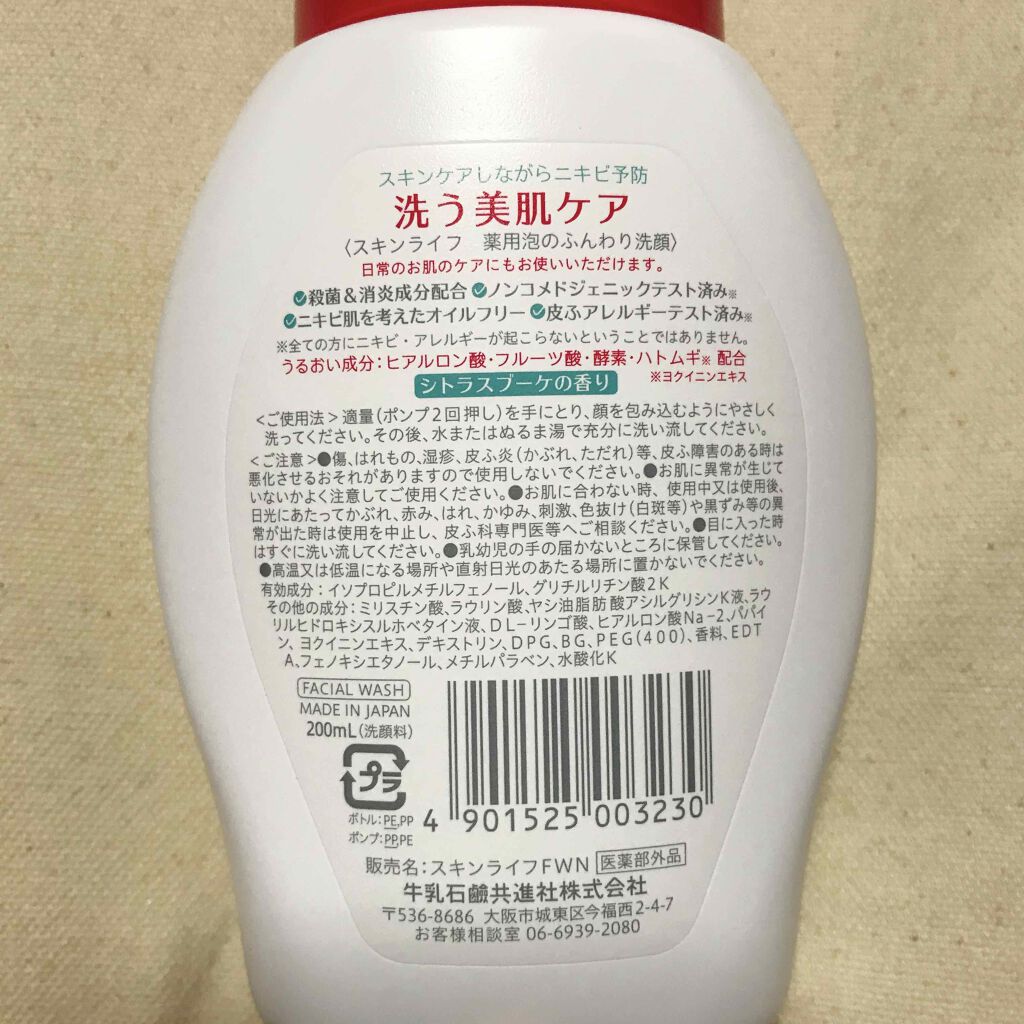 スキンケアしながらニキビ予防
洗う美肌ケア
〈スキンライフ　薬用泡のふんわり洗顔〉
日常のお肌のケアにもお使いいただけます。
殺菌＆消炎成分配合 ノンコメドジェニックテスト済み※
ニキビ肌を考えたオイルフリー 皮ふアレルギーテスト済み※
※全ての方にニキビ・アレルギーが起こらないということではありません。
うるおい成分：ヒアルロン酸・フルーツ酸・酵素・ハトムギ※ 配合
※ヨクイニンエキス
シトラスブーケの香り
＜ご使用法＞適量（ポンプ2回押し）を手にとり、顔を包み込むようにやさしく
洗ってください。その後、水またはぬるま湯で充分に洗い流してください。
＜ご注意＞●傷、はれもの、湿疹、皮ふ炎（かぶれ、ただれ）等、皮ふ障害のある時は
悪化させるおそれがありますので使用しないでください。●お肌に異常が生じて
いないかよく注意してご使用ください。●お肌に合わない時、使用中又は使用後、
日光にあたってかぶれ、赤み、はれ、かゆみ、刺激、色抜け（白斑等）や黒ずみ等の異
常が出た時は使用を中止し、皮ふ科専門医等へご相談ください。●目に入った時
はすぐに洗い流してください。●乳幼児の手の届かないところに保管してください。
●高温又は低温になる場所や直射日光のあたる場所に置かないでください。
有効成分：イソプロピルメチルフェノール、グリチルリチン酸2K
その他の成分：ミリスチン酸、ラウリン酸、ヤシ油脂肪酸アシルグリシンK液、ラウ
リルヒドロキシスルホベタイン液、DL−リンゴ酸、ヒアルロン酸Na−2、パパイ
ン、ヨクイニンエキス、デキストリン、DPG、BG、PEG(400)、香料、EDT
A、フェノキシエタノール、メチルパラベン、水酸化K
FACIAL WASH
MADE IN JAPAN
200mL（洗顔料）
プラ
ボトル：PE,PP
ポンプ：PP,PE
4 901525 003230
販売名：スキンライフFWN 医薬部外品
牛乳石鹼共進社株式会社
〒536-8686 大阪市城東区今福西2-4-7
お客様相談室 06-6939-2080